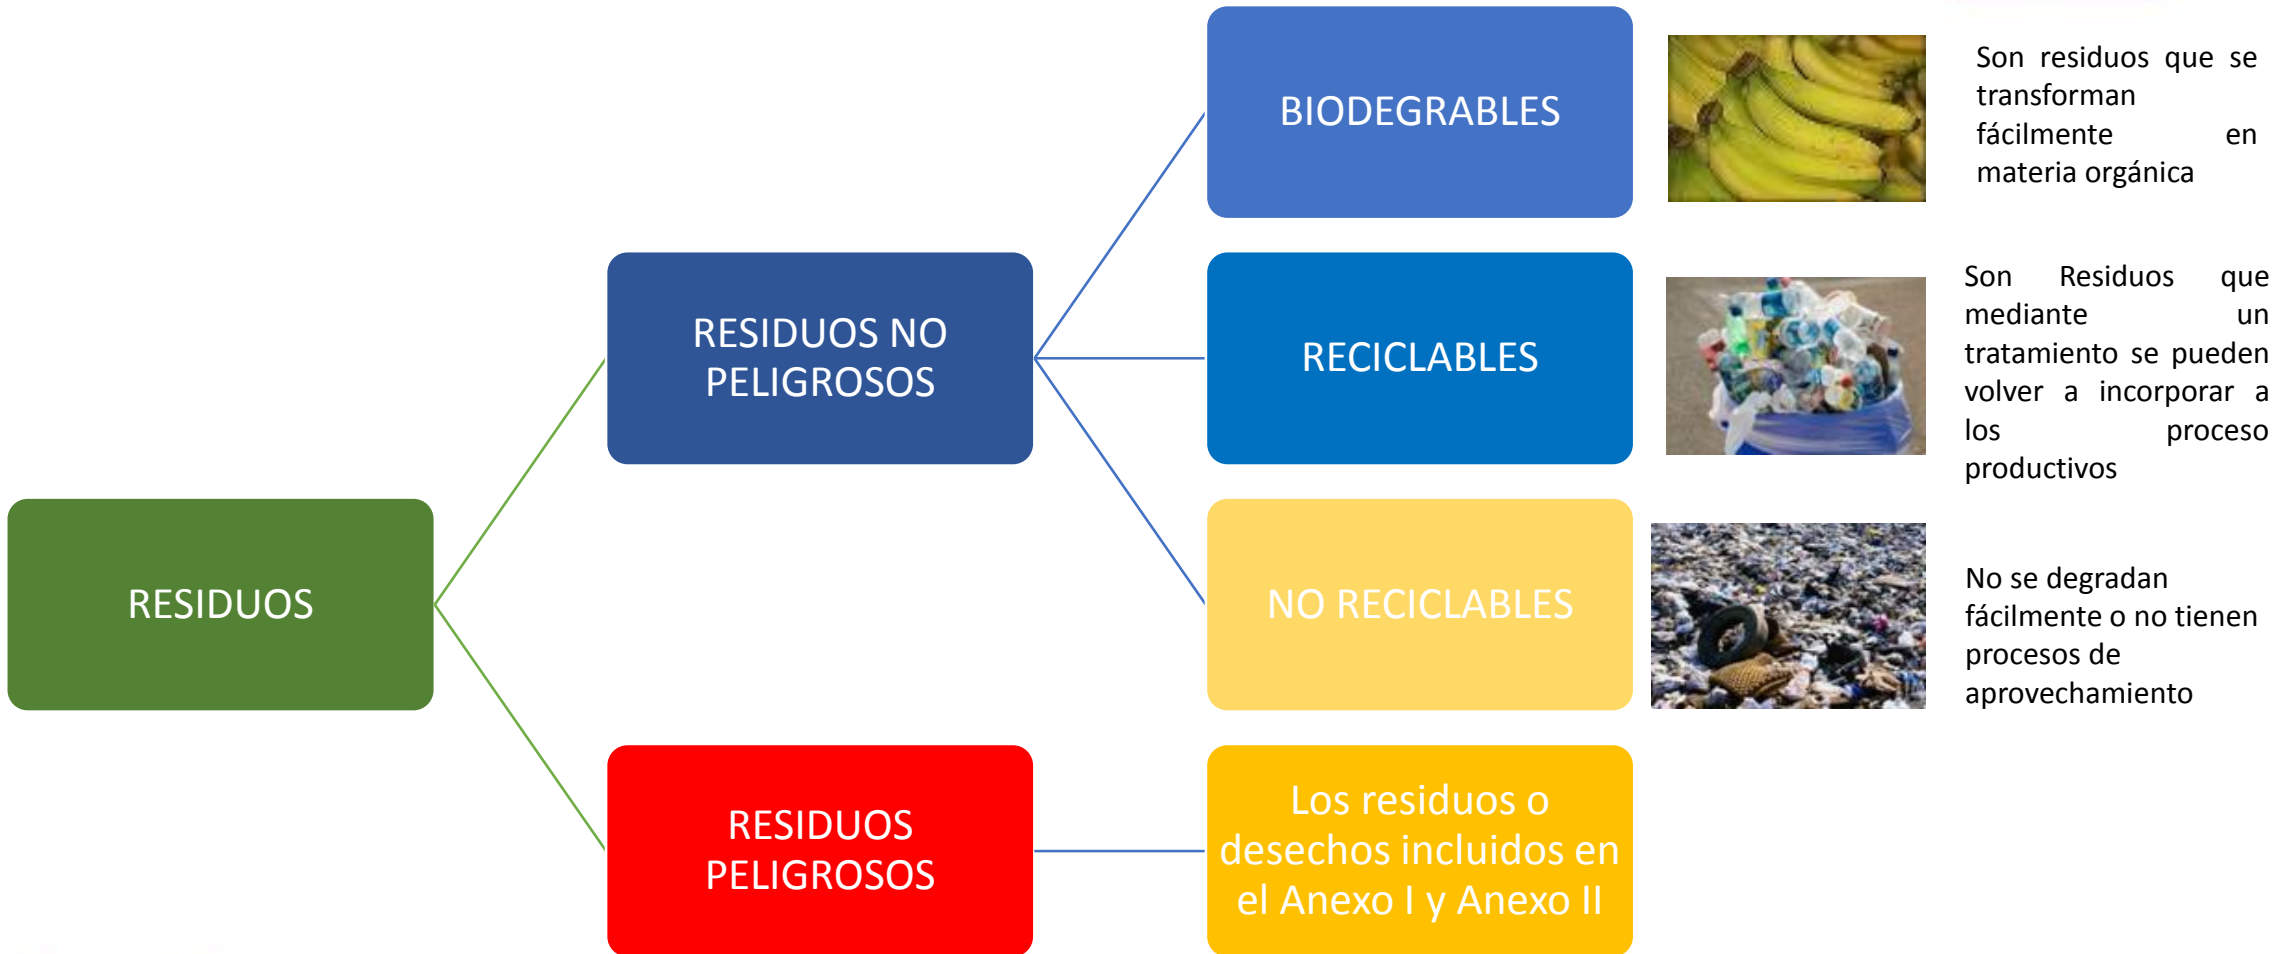 BIODEGRABLES
Son residuos que se
transforman
fácilmente en
materia orgánica
RESIDUOS NO
PELIGROSOS
RECICLABLES
Son Residuos que
mediante un
tratamiento se pueden
volver a incorporar a
los proceso
productivos
RESIDUOS
NO RECICLABLES
No se degradan
fácilmente o no tienen
procesos de
aprovechamiento
RESIDUOS
PELIGROSOS
Los residuos o
desechos incluidos en
el Anexo I y Anexo II